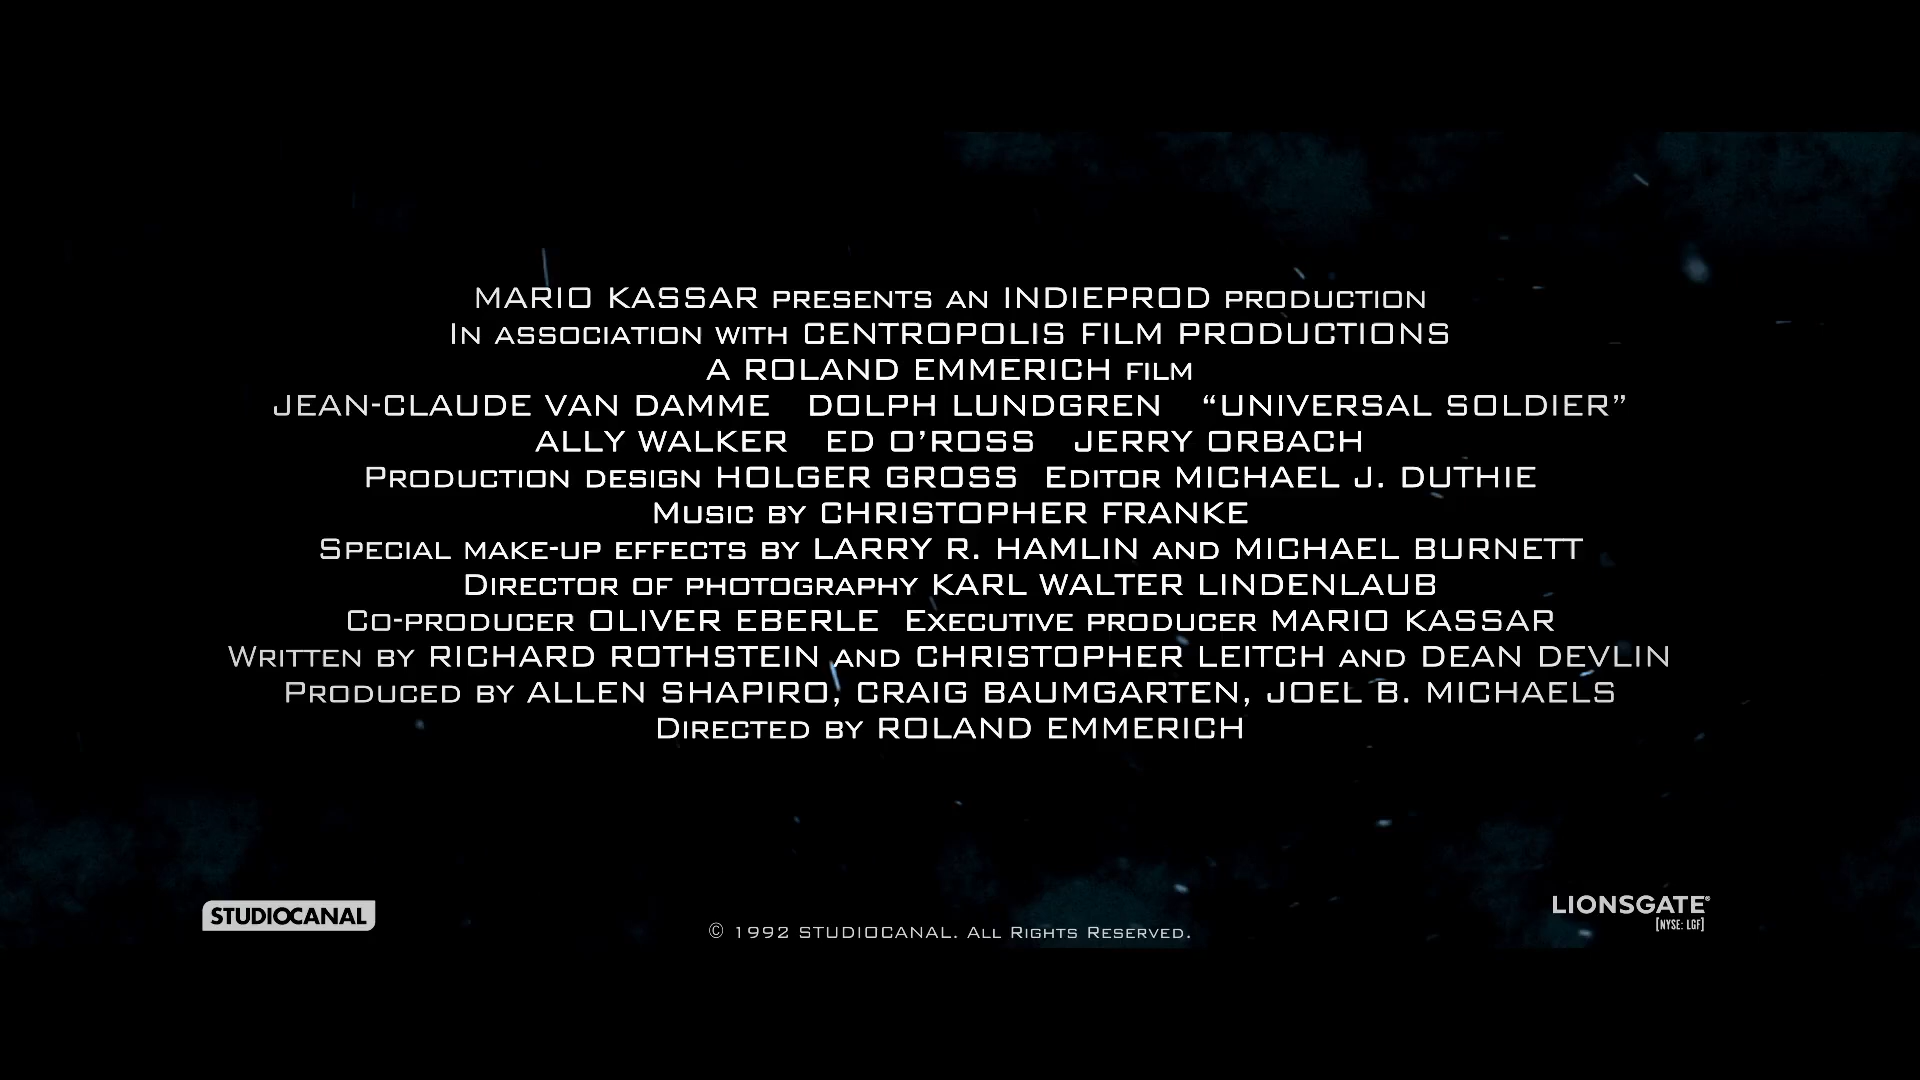 MARIO KASSAR PRESENTS AN INDIEPROD PRODUCTION
IN ASSOCIATION WITH CENTROPOLIS FILM PRODUCTIONS
A ROLAND EMMERICH FILM
JEAN-CLAUDE VAN DAMME DOLPH LUNDGREN “UNIVERSAL SOLDIER”
ALLY WALKER ED O’ROSS JERRY ORBACH
PRODUCTION DESIGN HOLGER GROSS EDITOR MICHAEL J. DUTHIE
MUSIC BY CHRISTOPHER FRANKE
SPECIAL MAKE-UP EFFECTS BY LARRY R. HAMLIN AND MICHAEL BURNETT
DIRECTOR OF PHOTOGRAPHY KARL WALTER LINDENLAUB
CO-PRODUCER OLIVER EBERLE EXECUTIVE PRODUCER MARIO KASSAR
WRITTEN BY RICHARD ROTHSTEIN AND CHRISTOPHER LEITCH AND DEAN DEVLIN
PRODUCED BY ALLEN SHAPIRO, CRAIG BAUMGARTEN, JOEL B. MICHAELS
DIRECTED BY ROLAND EMMERICH
STUDIOCANAL
© 1992 STUDIOCANAL. ALL RIGHTS RESERVED.
LIONSGATE®
[NYSE: LGF]